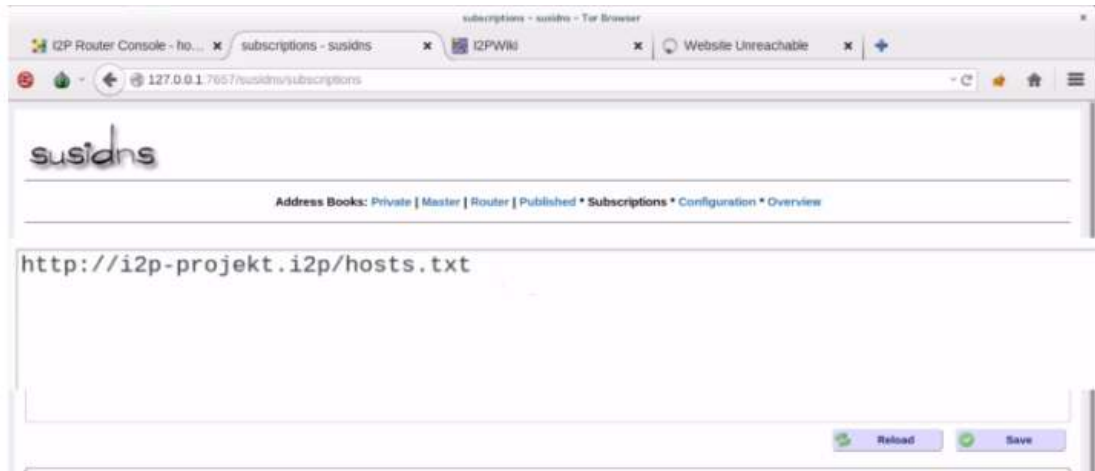 subscriptions - susidns - Tor Browser
I2P Router Console - ho... subscriptions - susidns I2PWiki Website Unreachable
127.0.0.1:7657/susidns/subscriptions
susidns
Address Books: Private | Master | Router | Published * Subscriptions * Configuration * Overview
http://i2p-projekt.i2p/hosts.txt
Reload Save